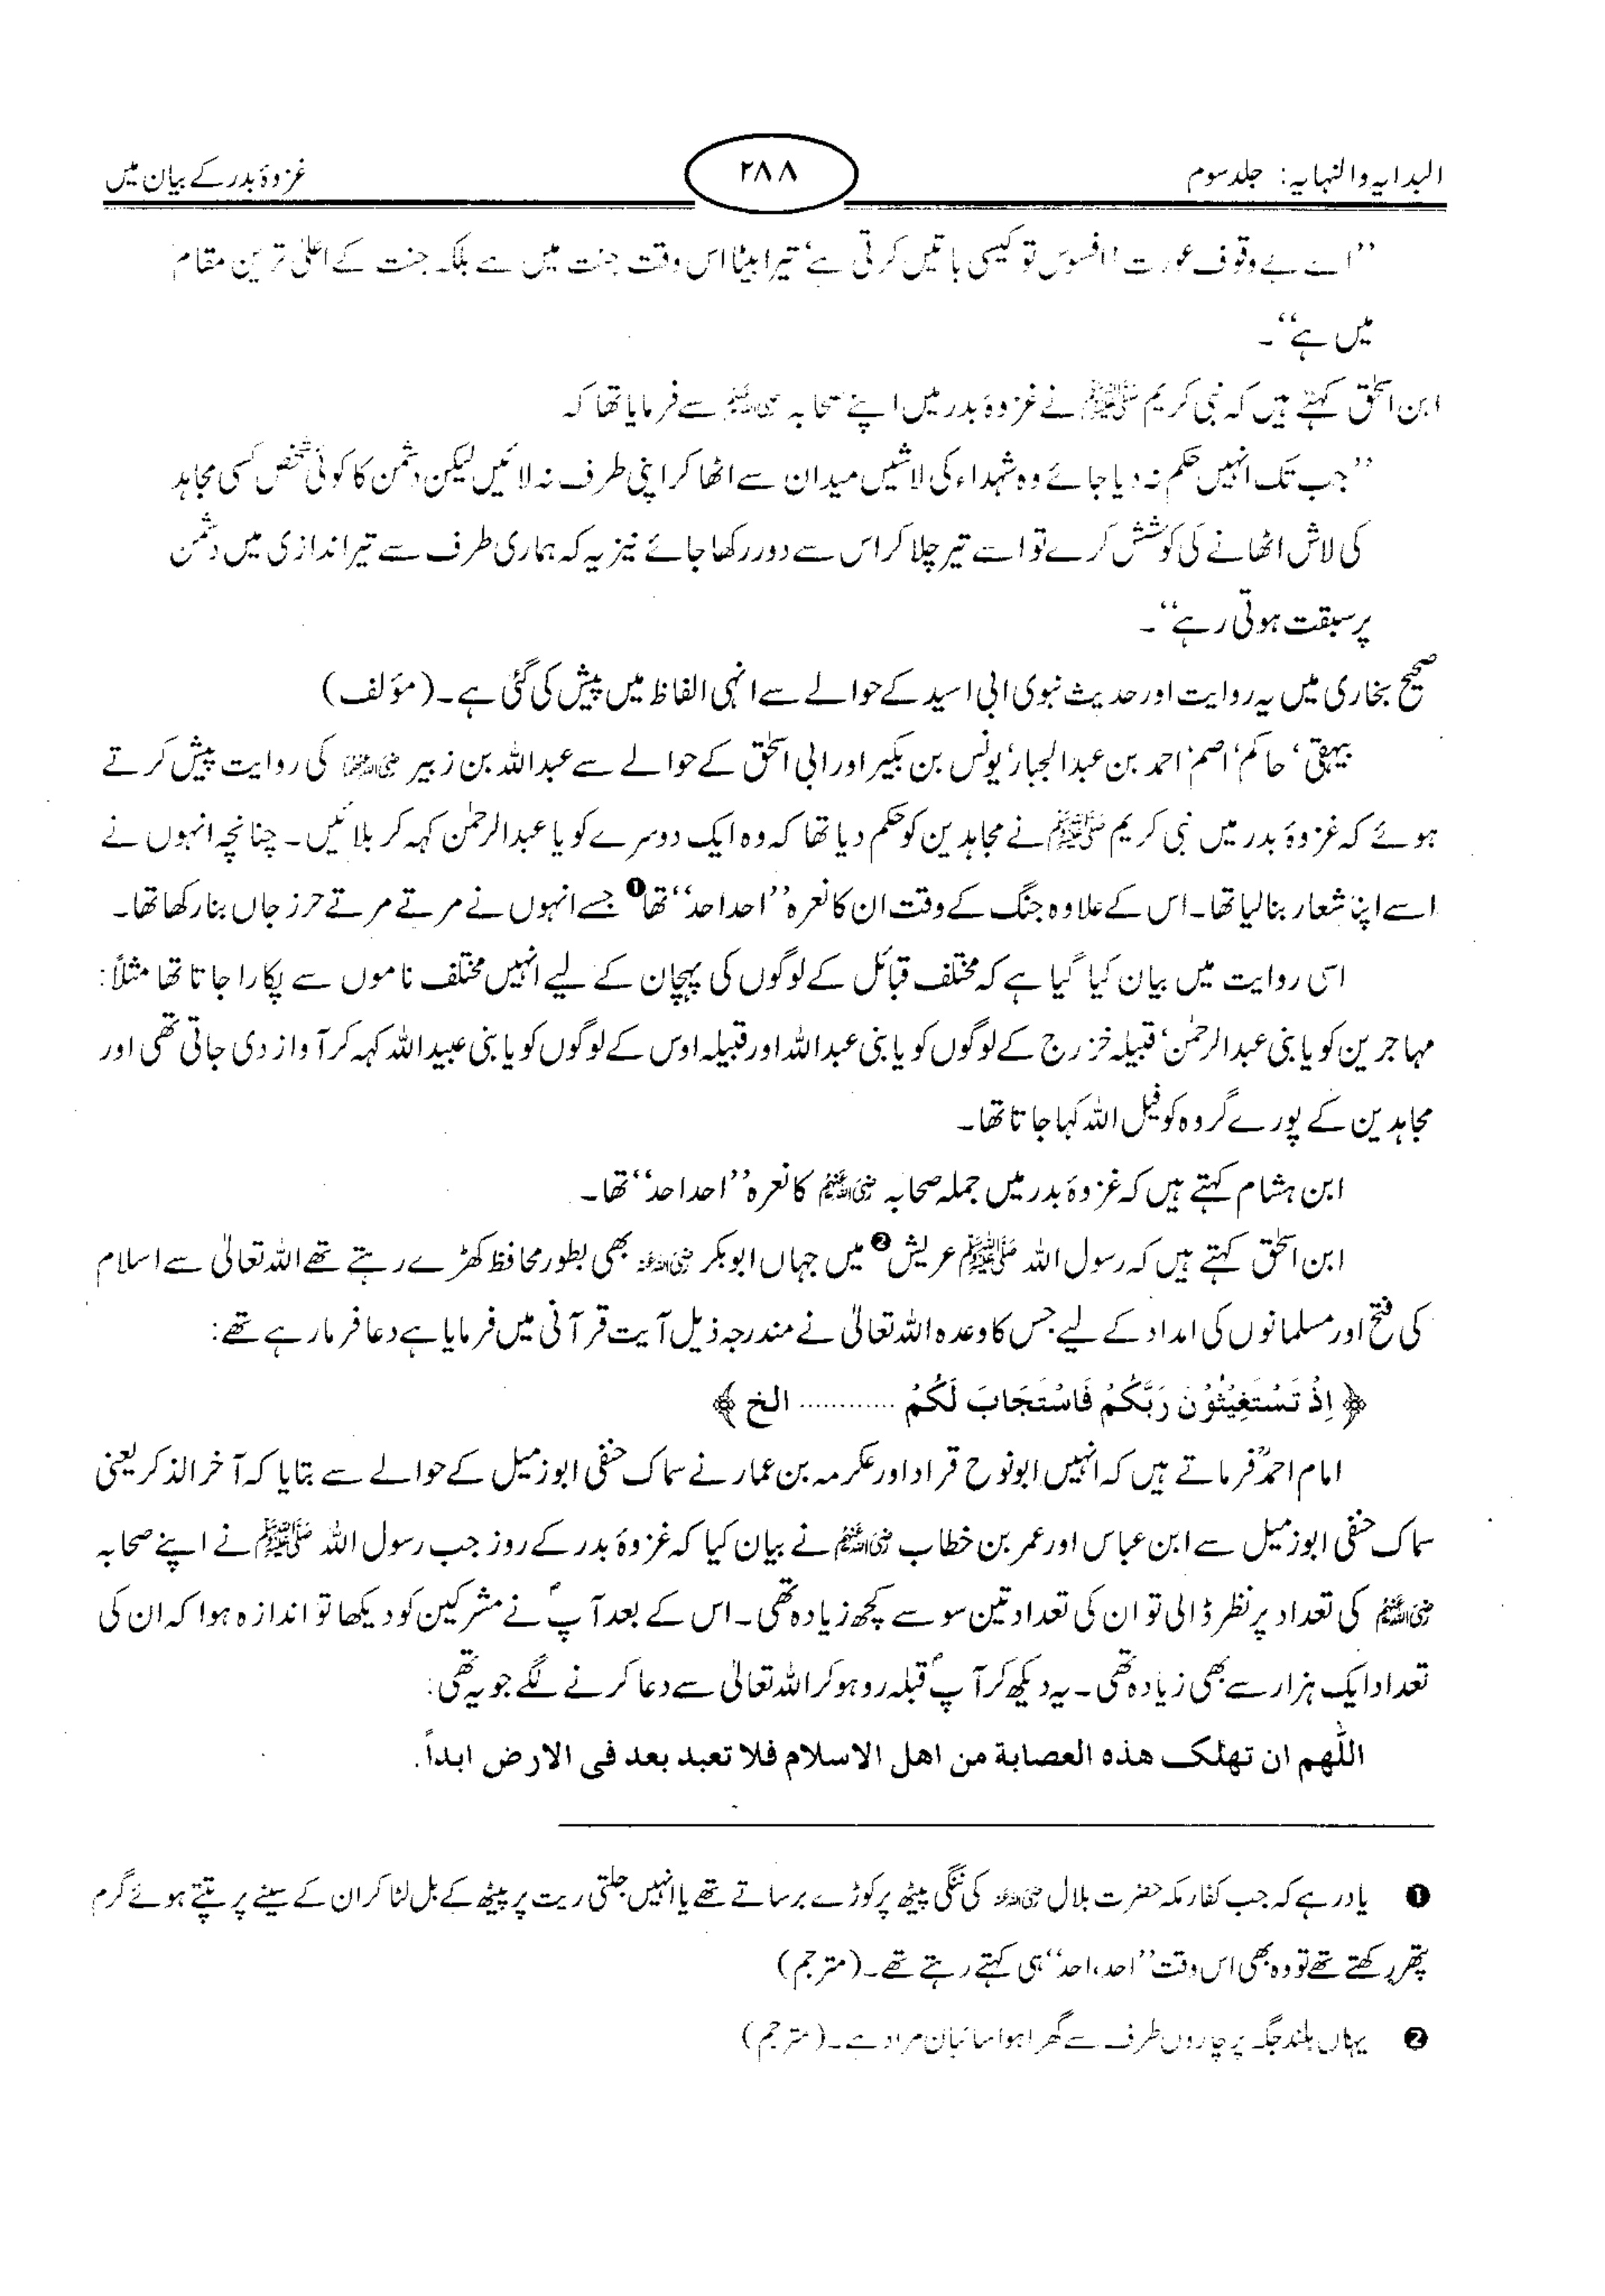 البدایہ والنہایہ: جلد سوم
۲۸۸
غزوۂ بدر کے بیان میں
’’اے بے وقوف عورت! افسوس تو کیسی باتیں کرتی ہے‘ تیرا بیٹا اس وقت جنت میں ہے بلکہ جنت کے اعلیٰ ترین مقام
میں ہے‘‘۔
ابن اسحٰق کہتے ہیں کہ نبی کریم ﷺ نے غزوۂ بدر میں اپنے صحابہ رضی اللہ عنہم سے فرمایا تھا کہ
’’جب تک انہیں حکم نہ دیا جائے وہ شہداء کی لاشیں میدان سے اٹھا کر اپنی طرف نہ لائیں لیکن دشمن کا کوئی شخص کسی مجاہد
کی لاش اٹھانے کی کوشش کرے تو اسے تیر چلا کر اس سے دور رکھا جائے نیز یہ کہ ہماری طرف سے تیر اندازی میں دشمن
پر سبقت ہوتی رہے‘‘۔
صحیح بخاری میں یہ روایت اور حدیث نبوی ابی اسید کے حوالے سے انہی الفاظ میں پیش کی گئی ہے۔ (مؤلف)
بیہقی‘ حاکم‘ اصم‘ احمد بن عبدالجبار‘ یونس بن بکیر اور ابی اسحٰق کے حوالے سے عبداللہ بن زبیر رضی اللہ عنہما کی روایت پیش کرتے
ہوئے کہ غزوۂ بدر میں نبی کریم ﷺ نے مجاہدین کو حکم دیا تھا کہ وہ ایک دوسرے کو یا عبدالرحمٰن کہہ کر بلائیں۔ چنانچہ انہوں نے
اسے اپنا شعار بنا لیا تھا۔ اس کے علاوہ جنگ کے وقت ان کا نعرہ ’’احد احد‘‘ تھا❶ جسے انہوں نے مرتے مرتے حرز جاں بنا رکھا تھا۔
اسی روایت میں بیان کیا گیا ہے کہ مختلف قبائل کے لوگوں کی پہچان کے لیے انہیں مختلف ناموں سے پکارا جاتا تھا مثلاً:
مہاجرین کو یا بنی عبدالرحمٰن‘ قبیلہ خزرج کے لوگوں کو یا بنی عبداللہ اور قبیلہ اوس کے لوگوں کو یا بنی عبیداللہ کہہ کر آواز دی جاتی تھی اور
مجاہدین کے پورے گروہ کو فیل اللہ کہا جاتا تھا۔
ابن ہشام کہتے ہیں کہ غزوۂ بدر میں جملہ صحابہ رضی اللہ عنہم کا نعرہ ’’احد احد‘‘ تھا۔
ابن اسحٰق کہتے ہیں کہ رسول اللہ ﷺ عریش❷ میں جہاں ابوبکر رضی اللہ عنہ بھی بطور محافظ کھڑے رہتے تھے اللہ تعالیٰ سے اسلام
کی فتح اور مسلمانوں کی امداد کے لیے جس کا وعدہ اللہ تعالیٰ نے مندرجہ ذیل آیت قرآنی میں فرمایا ہے دعا فرما رہے تھے:
﴿ اِذْ تَسْتَغِيْثُوْنَ رَبَّكُمْ فَاسْتَجَابَ لَكُمْ ............ الخ ﴾
امام احمدؒ فرماتے ہیں کہ انہیں ابونوح قراد اور عکرمہ بن عمار نے سماک حنفی ابوزمیل کے حوالے سے بتایا کہ آخر الذکر یعنی
سماک حنفی ابوزمیل سے ابن عباس اور عمر بن خطاب رضی اللہ عنہم نے بیان کیا کہ غزوۂ بدر کے روز جب رسول اللہ ﷺ نے اپنے صحابہ
رضی اللہ عنہم کی تعداد پر نظر ڈالی تو ان کی تعداد تین سو سے کچھ زیادہ تھی۔ اس کے بعد آپؐ نے مشرکین کو دیکھا تو اندازہ ہوا کہ ان کی
تعداد ایک ہزار سے بھی زیادہ تھی۔ یہ دیکھ کر آپؐ قبلہ رو ہو کر اللہ تعالیٰ سے دعا کرنے لگے جو یہ تھی:
اللّٰهم ان تهلك هذه العصابة من اهل الاسلام فلا تعبد بعد فى الارض ابداً.
❶ یاد رہے کہ جب کفار مکہ حضرت بلال رضی اللہ عنہ کی ننگی پیٹھ پر کوڑے برساتے تھے یا انہیں جلتی ریت پر پیٹھ کے بل لٹا کر ان کے سینے پر تپتے ہوئے گرم
پتھر رکھتے تھے تو وہ بھی اس وقت ’’احد، احد‘‘ ہی کہتے رہتے تھے۔ (مترجم)
❷ یہاں بلند جگہ پر چاروں طرف سے گھرا ہوا سائبان مراد ہے۔ (مترجم)